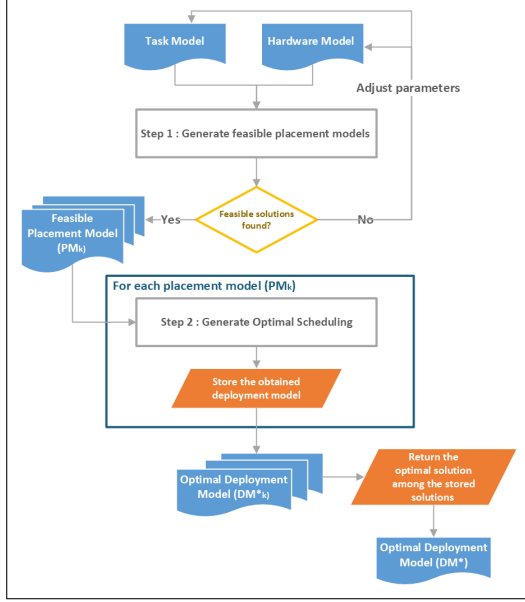 Task Model
Hardware Model
Adjust parameters
Step 1 : Generate feasible placement models
Feasible solutions
found?
Yes
No
Feasible
Placement Model
(PMk)
For each placement model (PMk)
Step 2 : Generate Optimal Scheduling
Store the obtained
deployment model
Optimal Deployment
Model (DM*k)
Return the
optimal solution
among the stored
solutions
Optimal Deployment
Model (DM*)